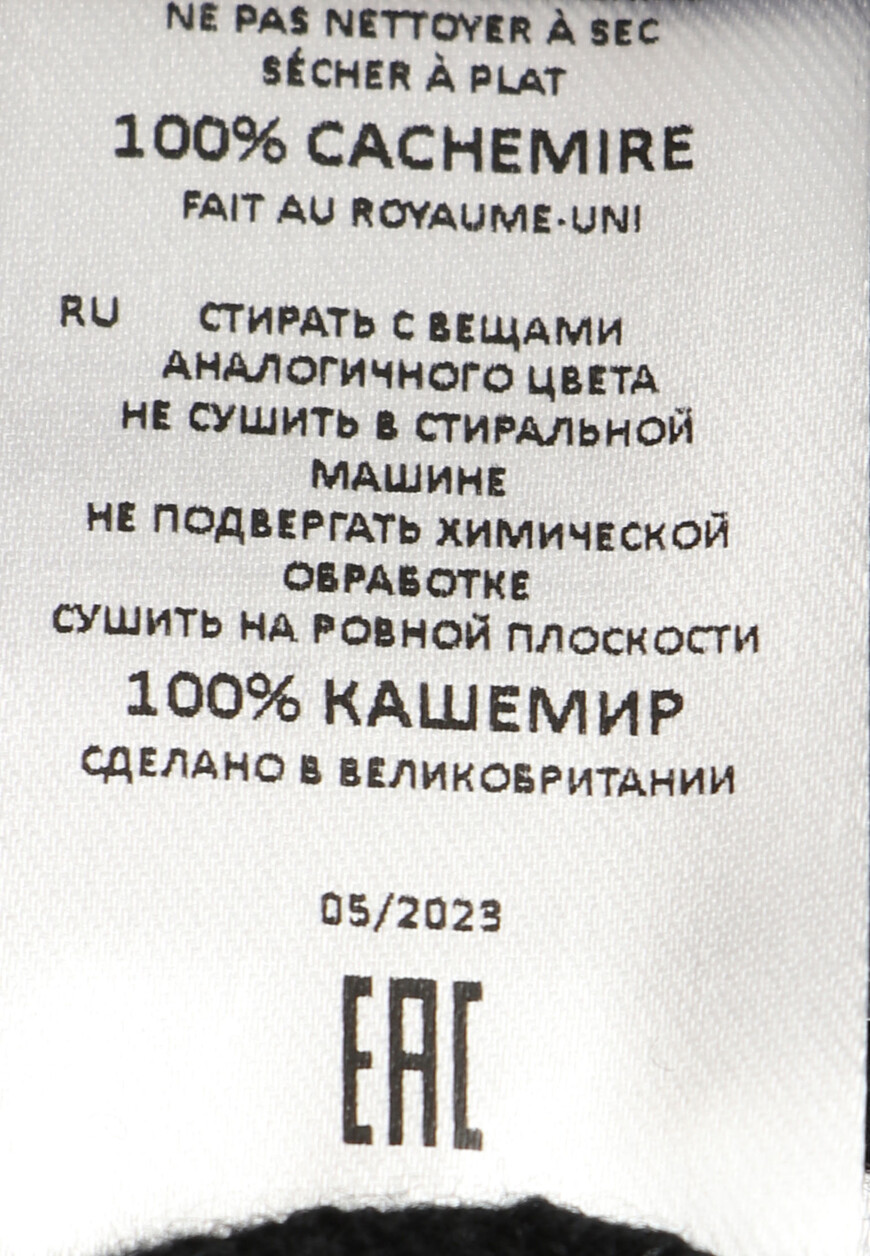 NE PAS NETTOYER À SEC
SÉCHER À PLAT
100% CACHEMIRE
FAIT AU ROYAUME-UNI
RU СТИРАТЬ С ВЕЩАМИ
АНАЛОГИЧНОГО ЦВЕТА
НЕ СУШИТЬ В СТИРАЛЬНОЙ
МАШИНЕ
НЕ ПОДВЕРГАТЬ ХИМИЧЕСКОЙ
ОБРАБОТКЕ
СУШИТЬ НА РОВНОЙ ПЛОСКОСТИ
100% КАШЕМИР
СДЕЛАНО В ВЕЛИКОБРИТАНИИ
05/2023
EAC